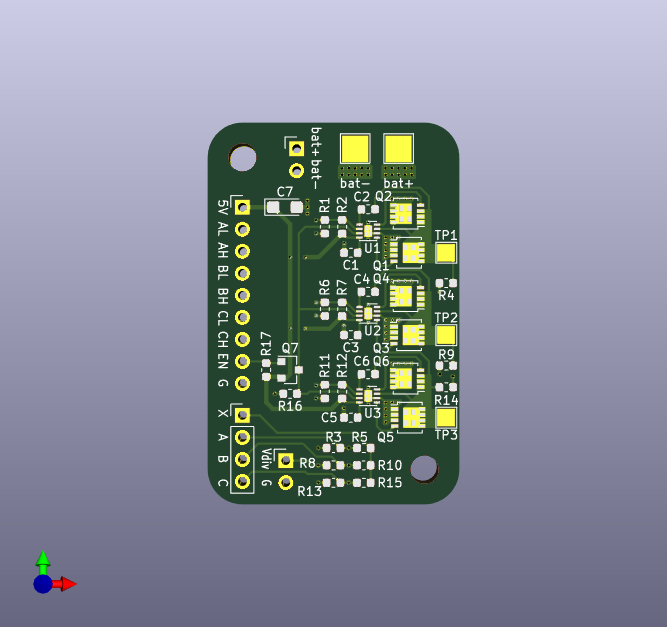 bat+
bat-
bat-
bat+
C7
5V
AL
AH
BL
BH
CL
CH
EN
G
R1
R2
C2
Q2
U1
C1
Q1
TP1
C4
Q4
R4
R6
R7
U2
C3
Q3
TP2
R17
Q7
R11
R12
C6
Q6
R9
R16
U3
C5
R14
Q5
TP3
X
A
B
C
R3
R5
Vdiv
G
R8
R10
R13
R15